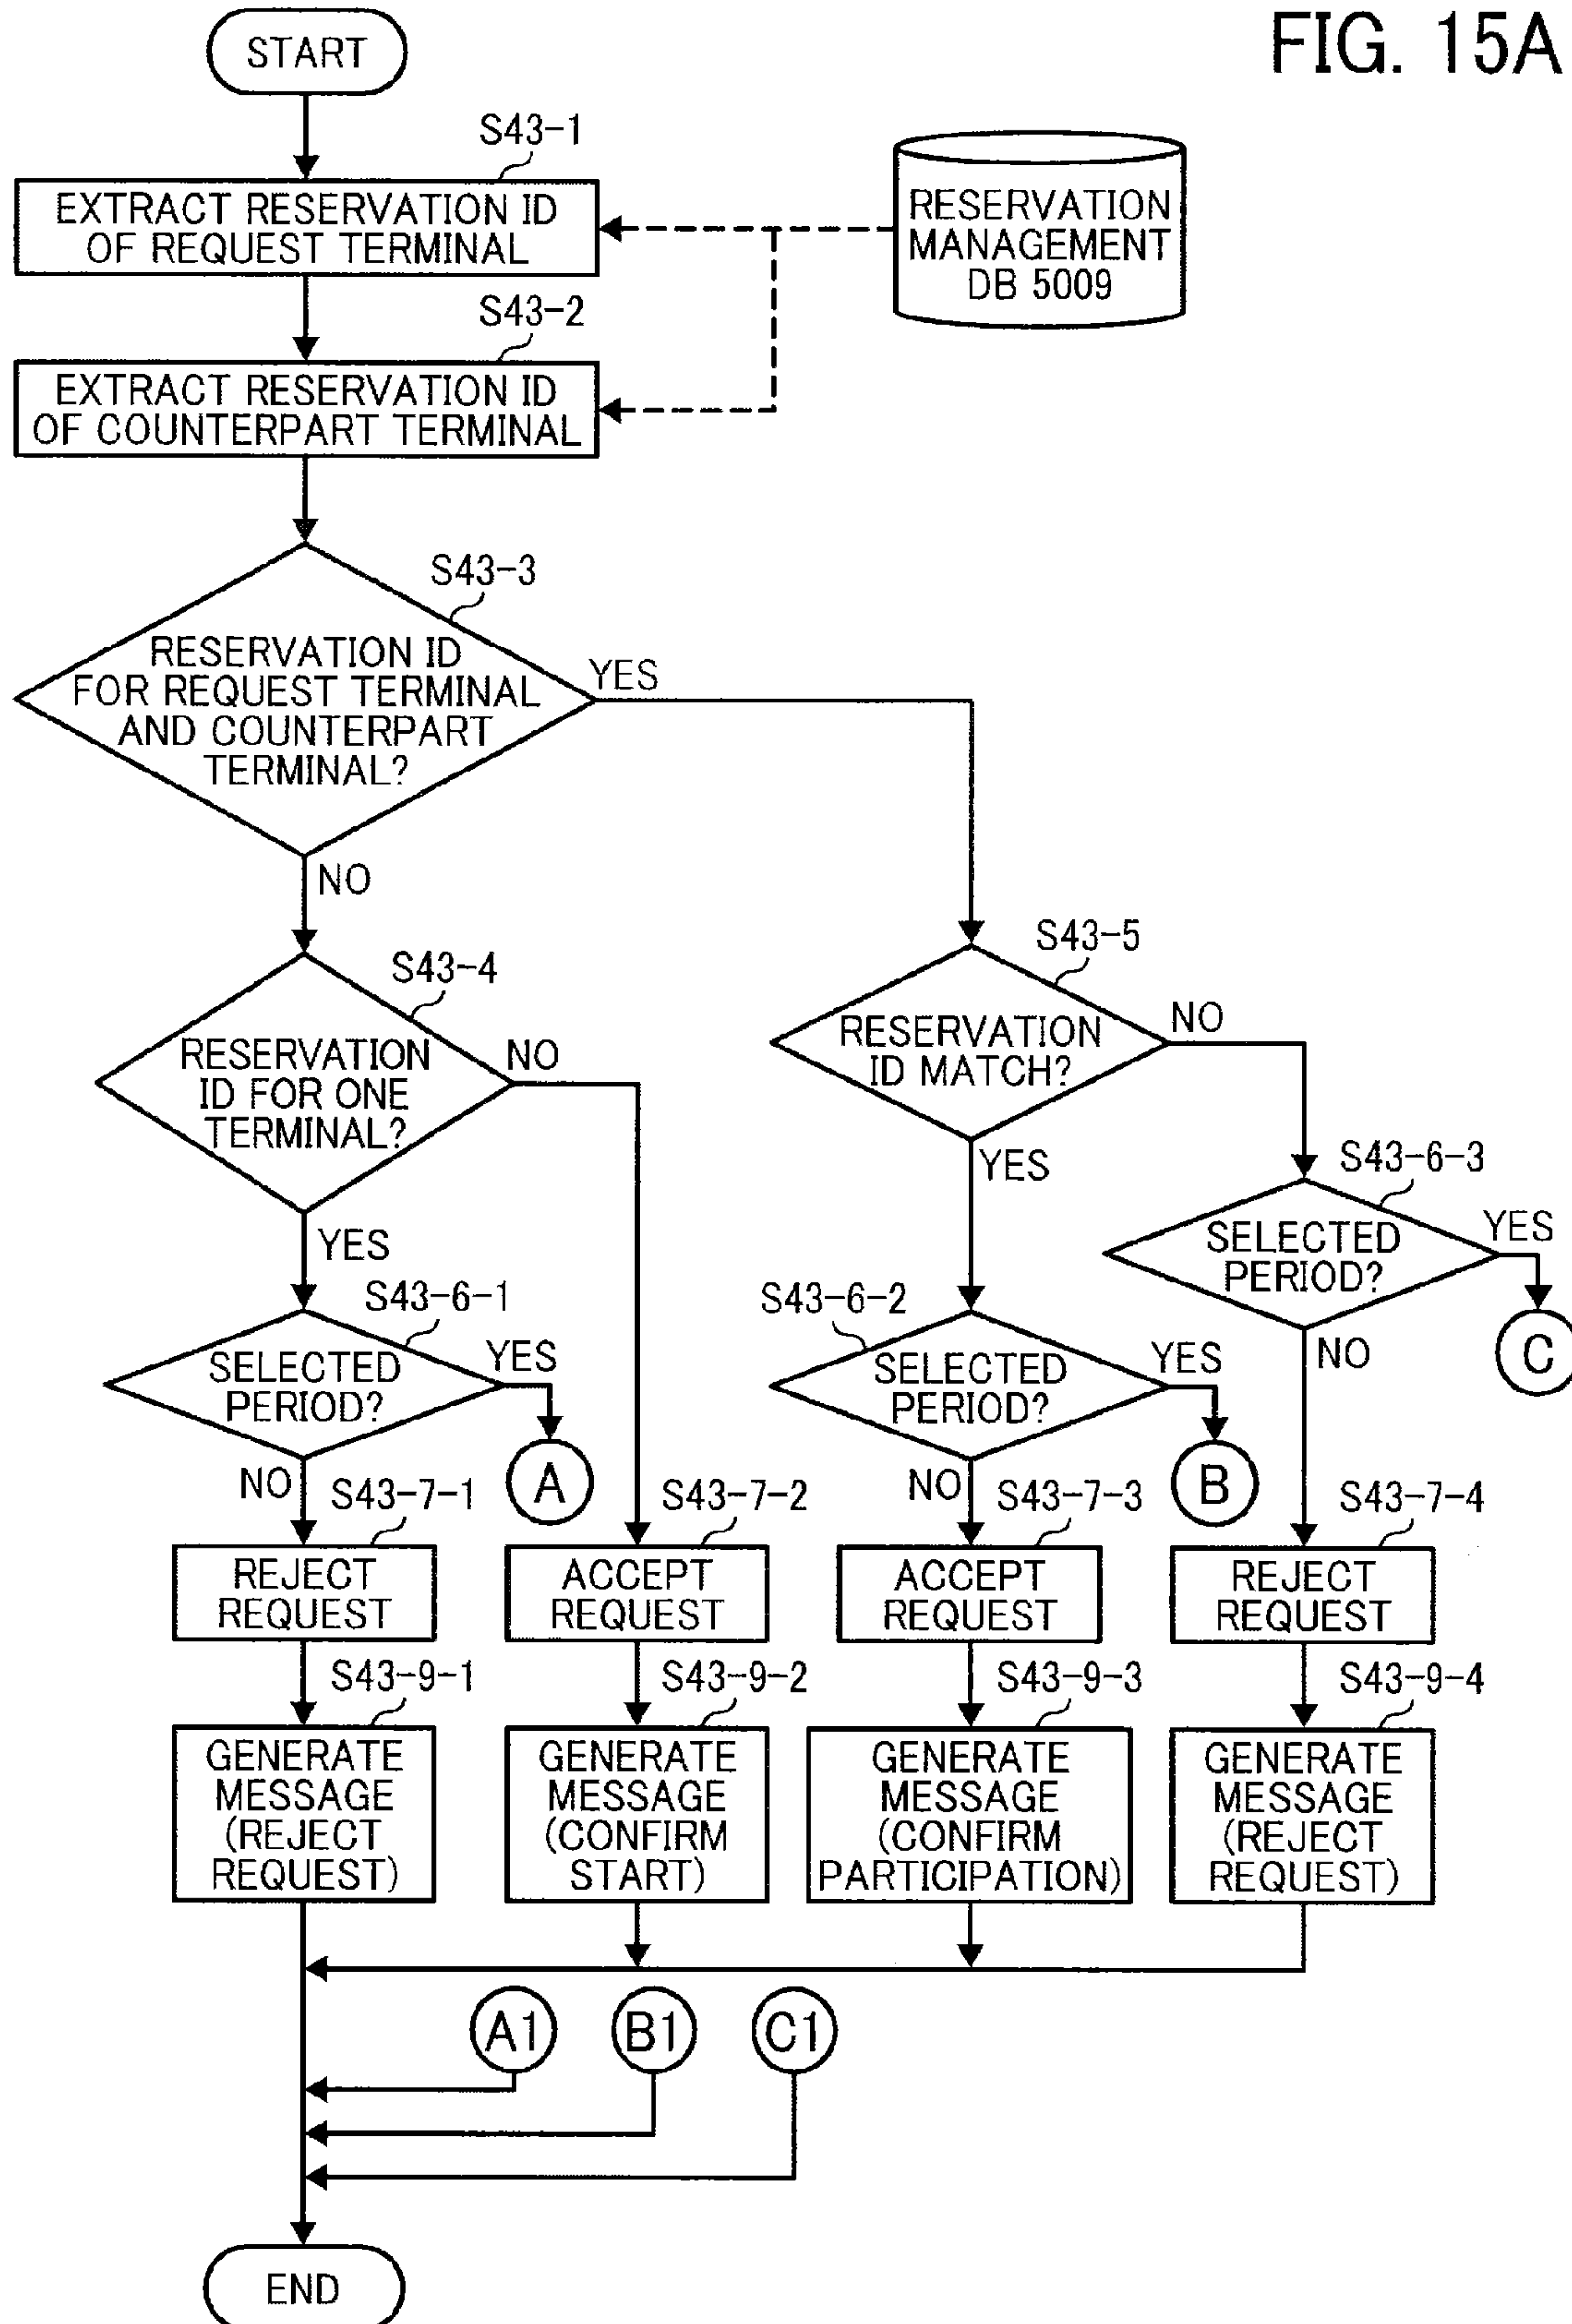 FIG. 15A
START
S43-1
EXTRACT RESERVATION ID
OF REQUEST TERMINAL
RESERVATION
MANAGEMENT
DB 5009
S43-2
EXTRACT RESERVATION ID
OF COUNTERPART TERMINAL
S43-3
RESERVATION ID
FOR REQUEST TERMINAL
AND COUNTERPART
TERMINAL?
YES
NO
S43-4
RESERVATION
ID FOR ONE
TERMINAL?
NO
YES
S43-5
RESERVATION
ID MATCH?
NO
YES
S43-6-3
SELECTED
PERIOD?
YES
C
NO
S43-6-1
SELECTED
PERIOD?
YES
A
NO
S43-6-2
SELECTED
PERIOD?
YES
B
NO
S43-7-1
REJECT
REQUEST
S43-7-2
ACCEPT
REQUEST
S43-7-3
ACCEPT
REQUEST
S43-7-4
REJECT
REQUEST
S43-9-1
GENERATE
MESSAGE
(REJECT
REQUEST)
S43-9-2
GENERATE
MESSAGE
(CONFIRM
START)
S43-9-3
GENERATE
MESSAGE
(CONFIRM
PARTICIPATION)
S43-9-4
GENERATE
MESSAGE
(REJECT
REQUEST)
A1
B1
C1
END